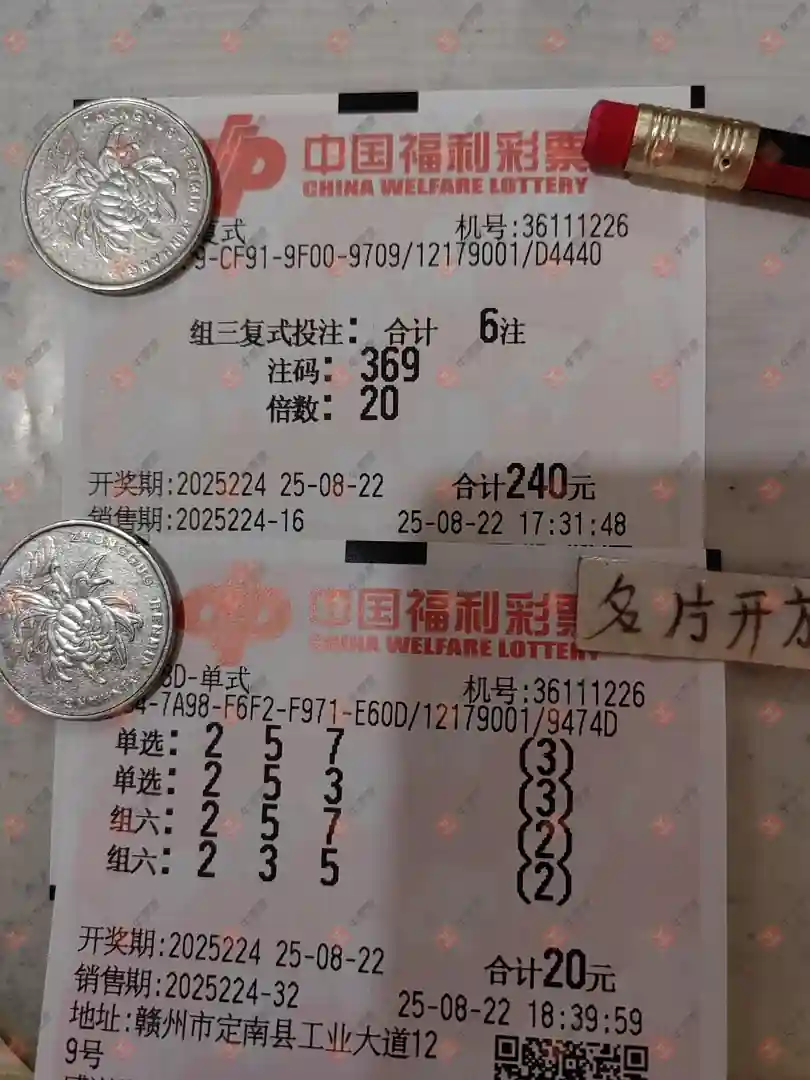 中国福利彩票
CHINA WELFARE LOTTERY
复式 机号:36111226
9-CF91-9F00-9709/12179001/D4440
组三复式投注: 合计 6注
注码: 369
倍数: 20
开奖期:2025224 25-08-22 合计240元
销售期:2025224-16 25-08-22 17:31:48
中国福利彩票
CHINA WELFARE LOTTERY
名片开放
3D-单式 机号:36111226
4-7A98-F6F2-F971-E60D/12179001/9474D
单选: 2 5 7 (3)
单选: 2 5 3 (3)
组六: 2 5 7 (2)
组六: 2 3 5 (2)
开奖期:2025224 25-08-22 合计20元
销售期:2025224-32 25-08-22 18:39:59
地址:赣州市定南县工业大道12
9号